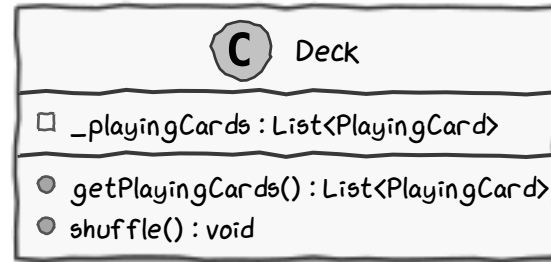 C Deck
_playingCards : List<PlayingCard>
getPlayingCards() : List<PlayingCard>
shuffle() : void